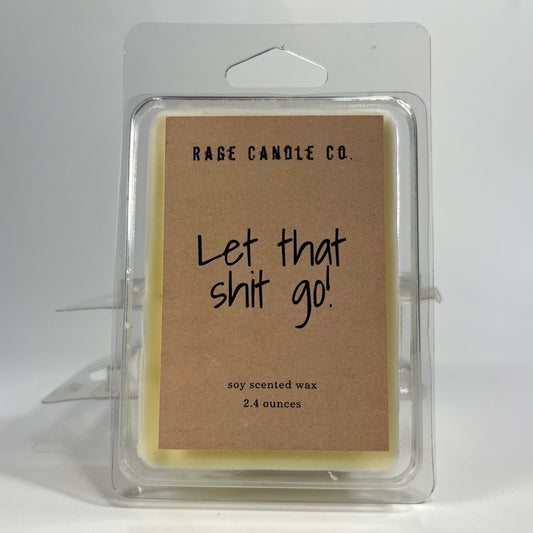 RAGE CANDLE CO.
Let that
shit go!
soy scented wax
2.4 ounces